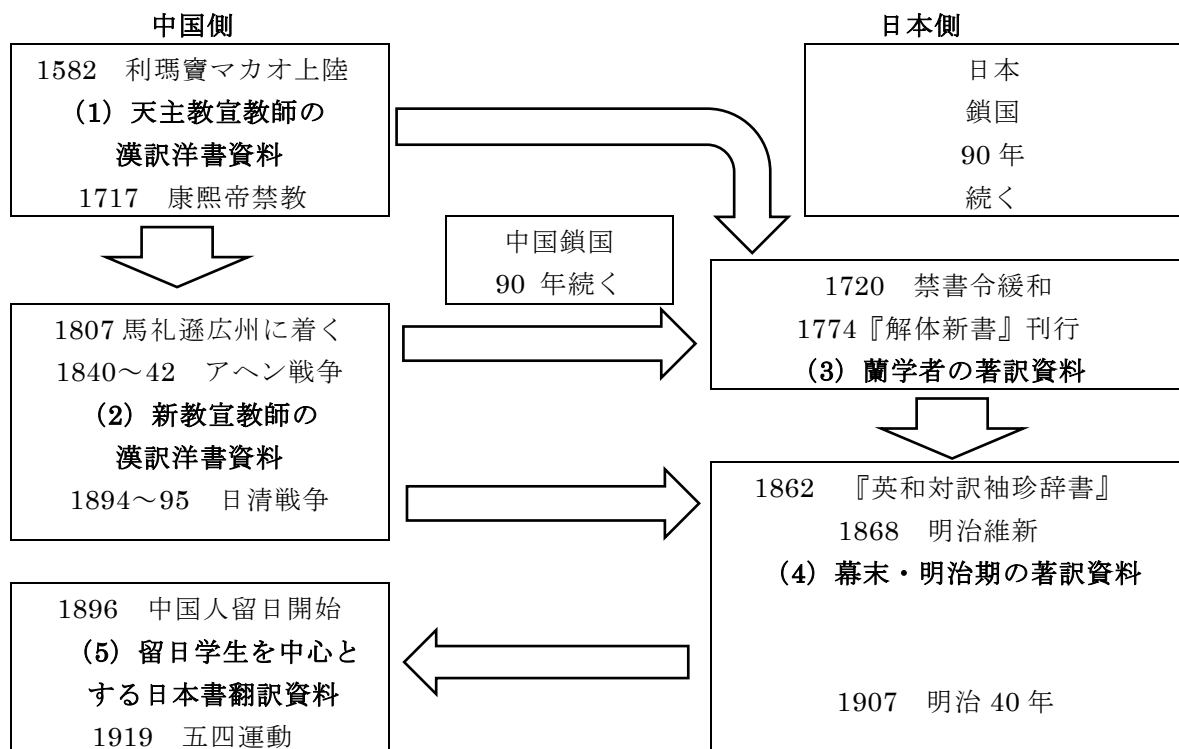 中国側
日本側
1582　利瑪竇マカオ上陸
（1）天主教宣教師の
漢訳洋書資料
1717　康熙帝禁教
日本
鎖国
90 年
続く
中国鎖国
90 年続く
1807 馬礼遜広州に着く
1840～42　アヘン戦争
（2）新教宣教師の
漢訳洋書資料
1894～95　日清戦争
1720　禁書令緩和
1774『解体新書』刊行
（3）蘭学者の著訳資料
1862　『英和対訳袖珍辞書』
1868　明治維新
（4）幕末・明治期の著訳資料
1907　明治 40 年
1896　中国人留日開始
（5）留日学生を中心と
する日本書翻訳資料
1919　五四運動